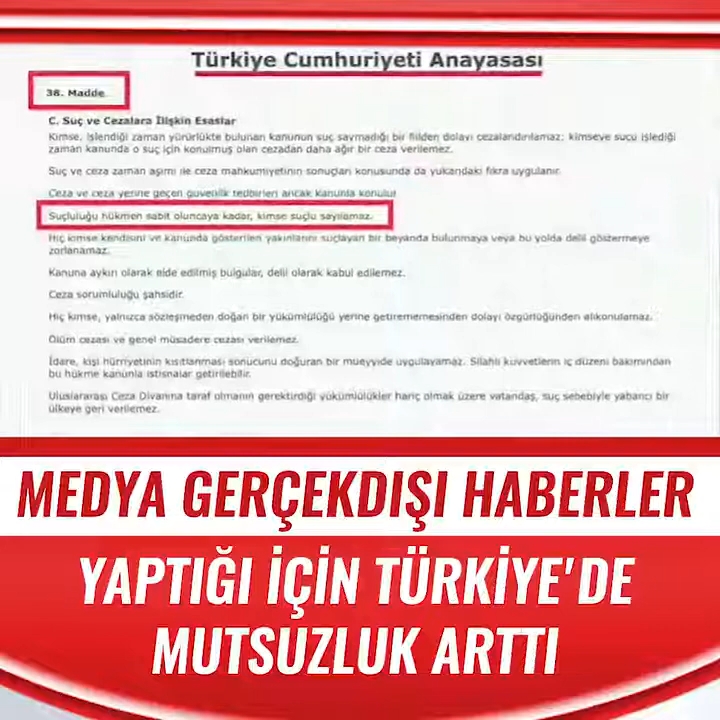 Türkiye Cumhuriyeti Anayasası
38. Madde
C. Suç ve Cezalara İlişkin Esaslar
Kimse, işlendiği zaman yürürlükte bulunan kanunun suç saymadığı bir fiilden dolayı cezalandırılamaz; kimseye suçu işlediği
zaman kanunda o suç için konulmuş olan cezadan daha ağır bir ceza verilemez.
Suç ve ceza zaman aşımı ile ceza mahkumiyetinin sonuçları konusunda da yukarıdaki fıkra uygulanır.
Ceza ve ceza yerine geçen güvenlik tedbirleri ancak kanunla konulur
Suçluluğu hükmen sabit oluncaya kadar, kimse suçlu sayılamaz.
Hiç kimse kendisini ve kanunda gösterilen yakınlarını suçlayan bir beyanda bulunmaya veya bu yolda delil göstermeye
zorlanamaz.
Kanuna aykırı olarak elde edilmiş bulgular, delil olarak kabul edilemez.
Ceza sorumluluğu şahsidir.
Hiç kimse, yalnızca sözleşmeden doğan bir yükümlülüğü yerine getirememesinden dolayı özgürlüğünden alıkonulamaz.
Ölüm cezası ve genel müsadere cezası verilemez.
İdare, kişi hürriyetinin kısıtlanması sonucunu doğuran bir müeyyide uygulayamaz. Silahlı kuvvetlerin iç düzeni bakımından
bu hükme kanunla istisnalar getirilebilir.
Uluslararası Ceza Divanına taraf olmanın gerektirdiği yükümlülükler hariç olmak üzere vatandaş, suç sebebiyle yabancı bir
ülkeye geri verilemez.
MEDYA GERÇEKDIŞI HABERLER
YAPTIĞI İÇİN TÜRKİYE'DE
MUTSUZLUK ARTTI